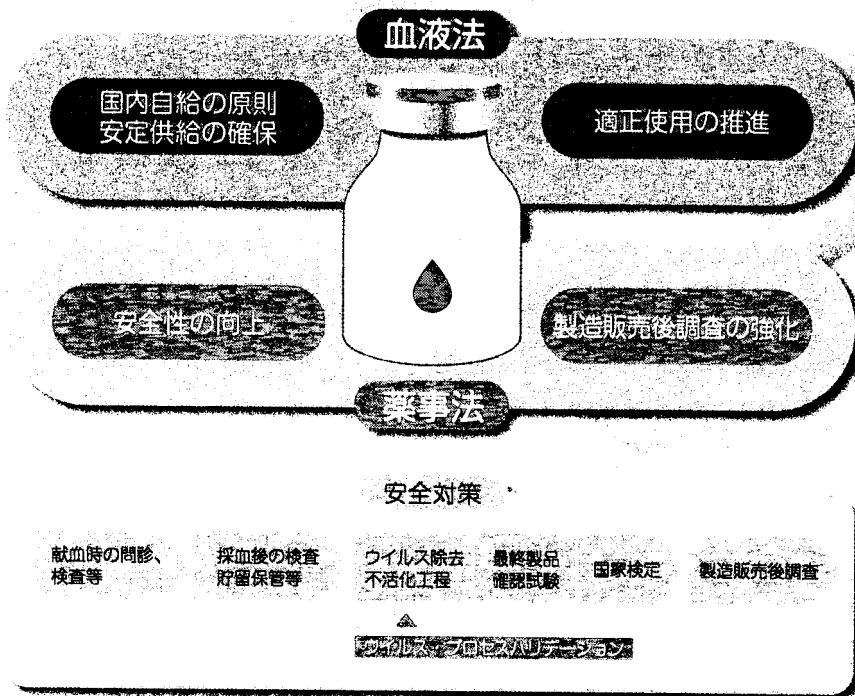 血液法
国内自給の原則
安定供給の確保
適正使用の推進
安全性の向上
製造販売後調査の強化
薬事法
安全対策
献血時の問診、
検査等
採血後の検査
貯留保管等
ウイルス除去
不活化工程
最終製品
確認試験
国家検定
製造販売後調査
ウイルス・プロセスバリデーション